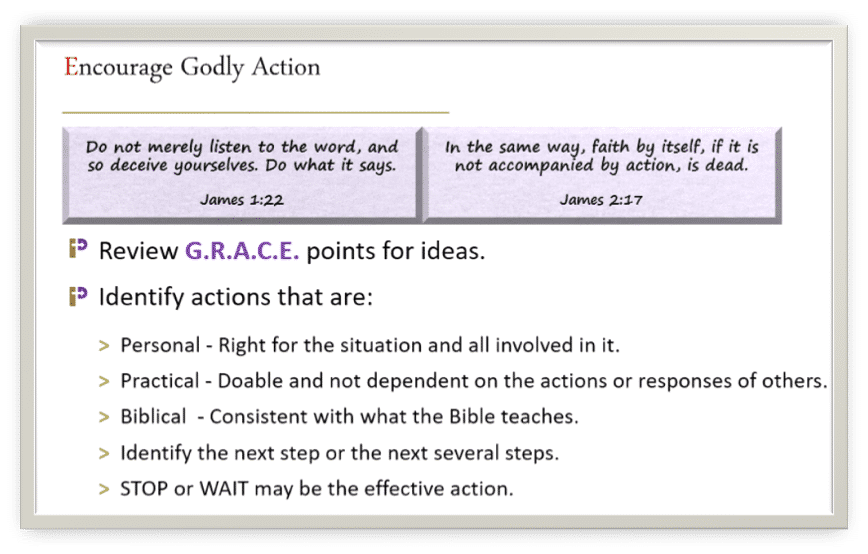 Encourage Godly Action
Do not merely listen to the word, and
so deceive yourselves. Do what it says.
James 1:22
In the same way, faith by itself, if it is
not accompanied by action, is dead.
James 2:17
Review G.R.A.C.E. points for ideas.
Identify actions that are:
> Personal - Right for the situation and all involved in it.
> Practical - Doable and not dependent on the actions or responses of others.
> Biblical - Consistent with what the Bible teaches.
> Identify the next step or the next several steps.
> STOP or WAIT may be the effective action.